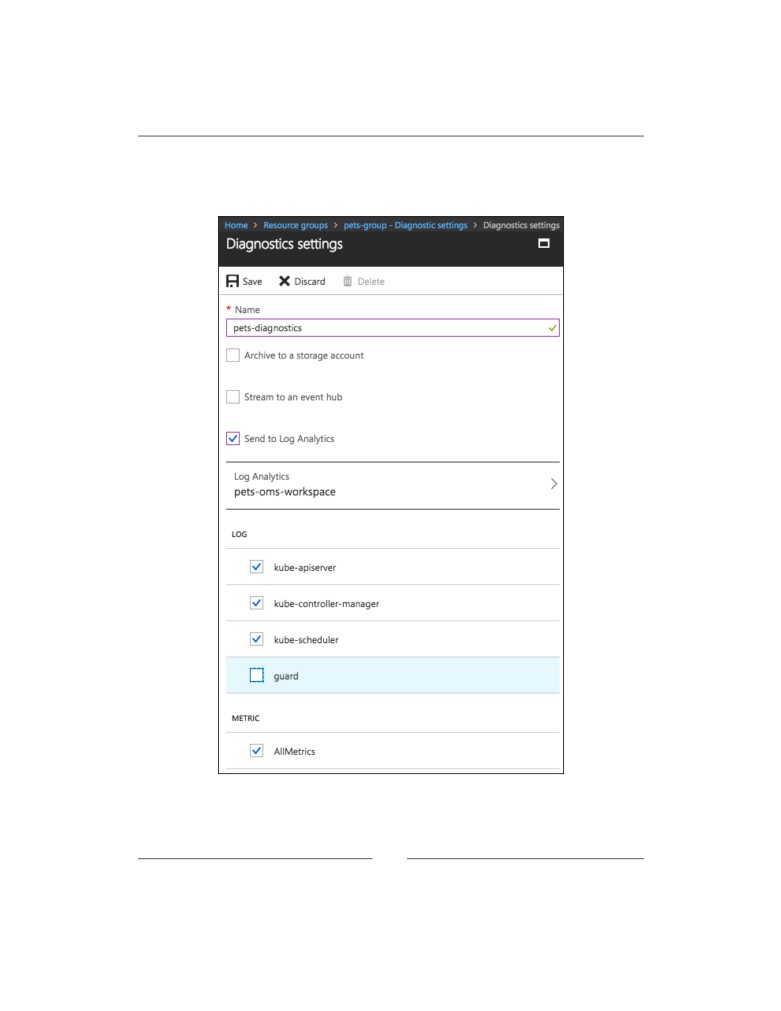 Home > Resource groups > pets-group - Diagnostic settings > Diagnostics settings
Diagnostics settings
Save Discard Delete
* Name
pets-diagnostics
Archive to a storage account
Stream to an event hub
Send to Log Analytics
Log Analytics
pets-oms-workspace
LOG
kube-apiserver
kube-controller-manager
kube-scheduler
guard
METRIC
AllMetrics